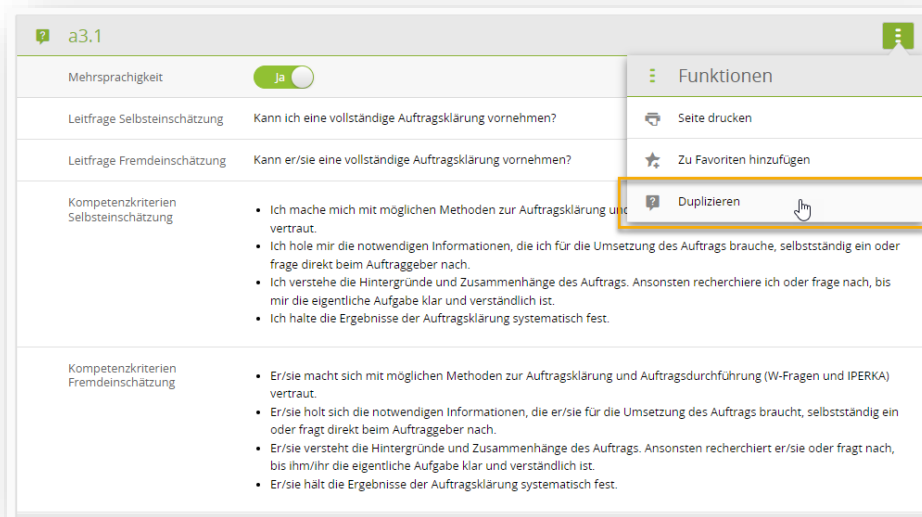 a3.1
Mehrsprachigkeit
Ja
Funktionen
Seite drucken
Zu Favoriten hinzufügen
Duplizieren
Leitfrage Selbsteinschätzung
Kann ich eine vollständige Auftragsklärung vornehmen?
Leitfrage Fremdeinschätzung
Kann er/sie eine vollständige Auftragsklärung vornehmen?
Kompetenzkriterien
Selbsteinschätzung
• Ich mache mich mit möglichen Methoden zur Auftragsklärung und
vertraut.
• Ich hole mir die notwendigen Informationen, die ich für die Umsetzung des Auftrags brauche, selbstständig ein oder
frage direkt beim Auftraggeber nach.
• Ich verstehe die Hintergründe und Zusammenhänge des Auftrags. Ansonsten recherchiere ich oder frage nach, bis
mir die eigentliche Aufgabe klar und verständlich ist.
• Ich halte die Ergebnisse der Auftragsklärung systematisch fest.
Kompetenzkriterien
Fremdeinschätzung
• Er/sie macht sich mit möglichen Methoden zur Auftragsklärung und Auftragsdurchführung (W-Fragen und IPERKA)
vertraut.
• Er/sie holt sich die notwendigen Informationen, die er/sie für die Umsetzung des Auftrags braucht, selbstständig ein
oder fragt direkt beim Auftraggeber nach.
• Er/sie versteht die Hintergründe und Zusammenhänge des Auftrags. Ansonsten recherchiert er/sie oder fragt nach,
bis ihm/ihr die eigentliche Aufgabe klar und verständlich ist.
• Er/sie hält die Ergebnisse der Auftragsklärung systematisch fest.